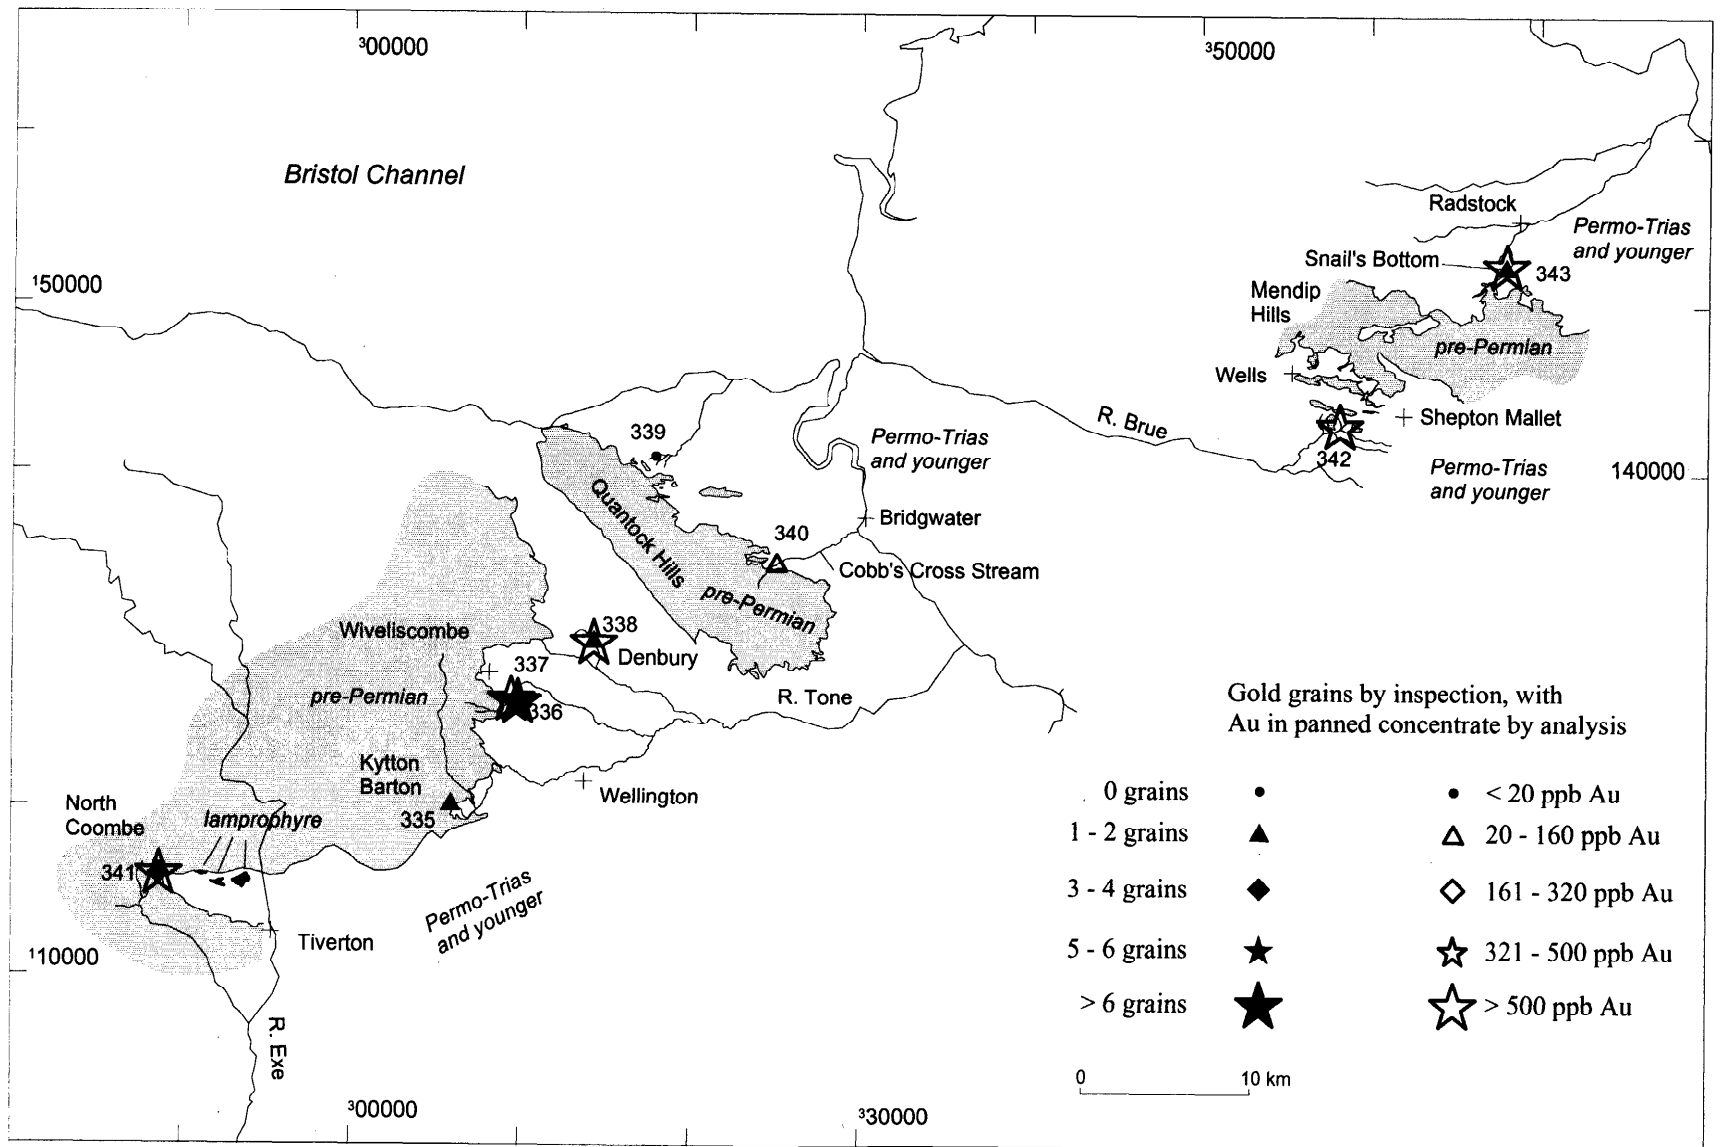 ³00000
³50000
Bristol Channel
Radstock
Permo-Trias
and younger
Snail's Bottom
343
¹50000
Mendip
Hills
pre-Permian
Wells
Shepton Mallet
R. Brue
339
Permo-Trias
and younger
342
Permo-Trias
and younger
¹40000
Quantock Hills
340
Bridgwater
Cobb's Cross Stream
pre-Permian
Wiveliscombe
338
Denbury
337
pre-Permian
336
R. Tone
Gold grains by inspection, with
Au in panned concentrate by analysis
Kytton
Barton
335
Wellington
North
Coombe
lamprophyre
341
0 grains
< 20 ppb Au
1 - 2 grains
20 - 160 ppb Au
3 - 4 grains
161 - 320 ppb Au
5 - 6 grains
321 - 500 ppb Au
> 6 grains
> 500 ppb Au
Permo-Trias
and younger
Tiverton
¹10000
R. Exe
0
10 km
³00000
³30000